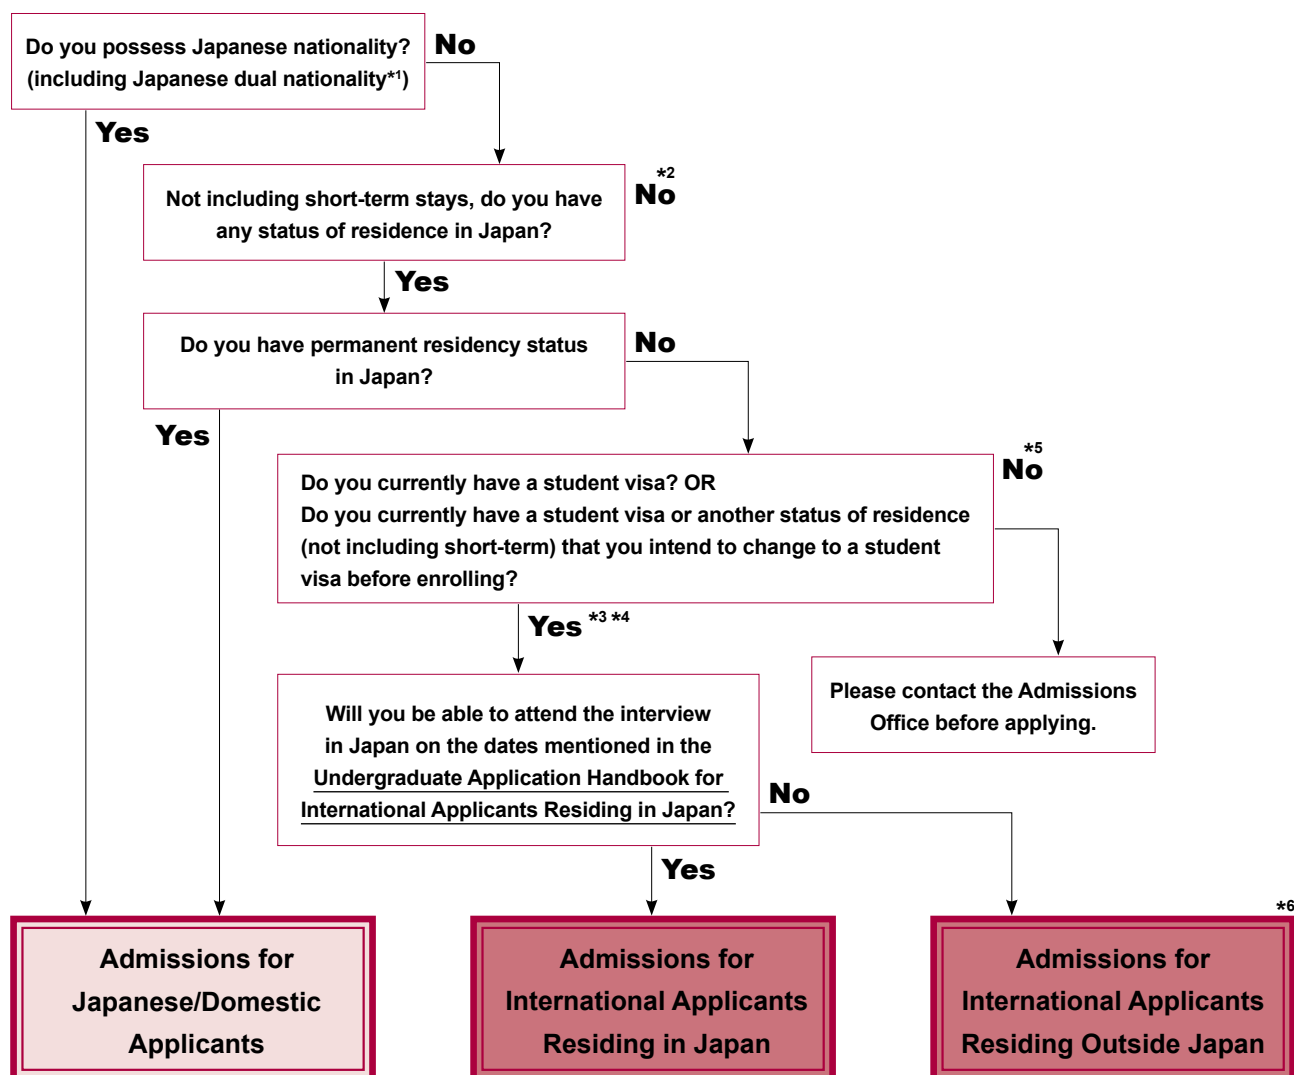 Do you possess Japanese nationality?
(including Japanese dual nationality*1)
No
Yes
Not including short-term stays, do you have
any status of residence in Japan?
*2
No
Yes
Do you have permanent residency status
in Japan?
No
Yes
Do you currently have a student visa? OR
Do you currently have a student visa or another status of residence
(not including short-term) that you intend to change to a student
visa before enrolling?
*5
No
Yes *3 *4
Please contact the Admissions
Office before applying.
Will you be able to attend the interview
in Japan on the dates mentioned in the
Undergraduate Application Handbook for
International Applicants Residing in Japan?
No
Yes
Admissions for
Japanese/Domestic
Applicants
Admissions for
International Applicants
Residing in Japan
*6
Admissions for
International Applicants
Residing Outside Japan